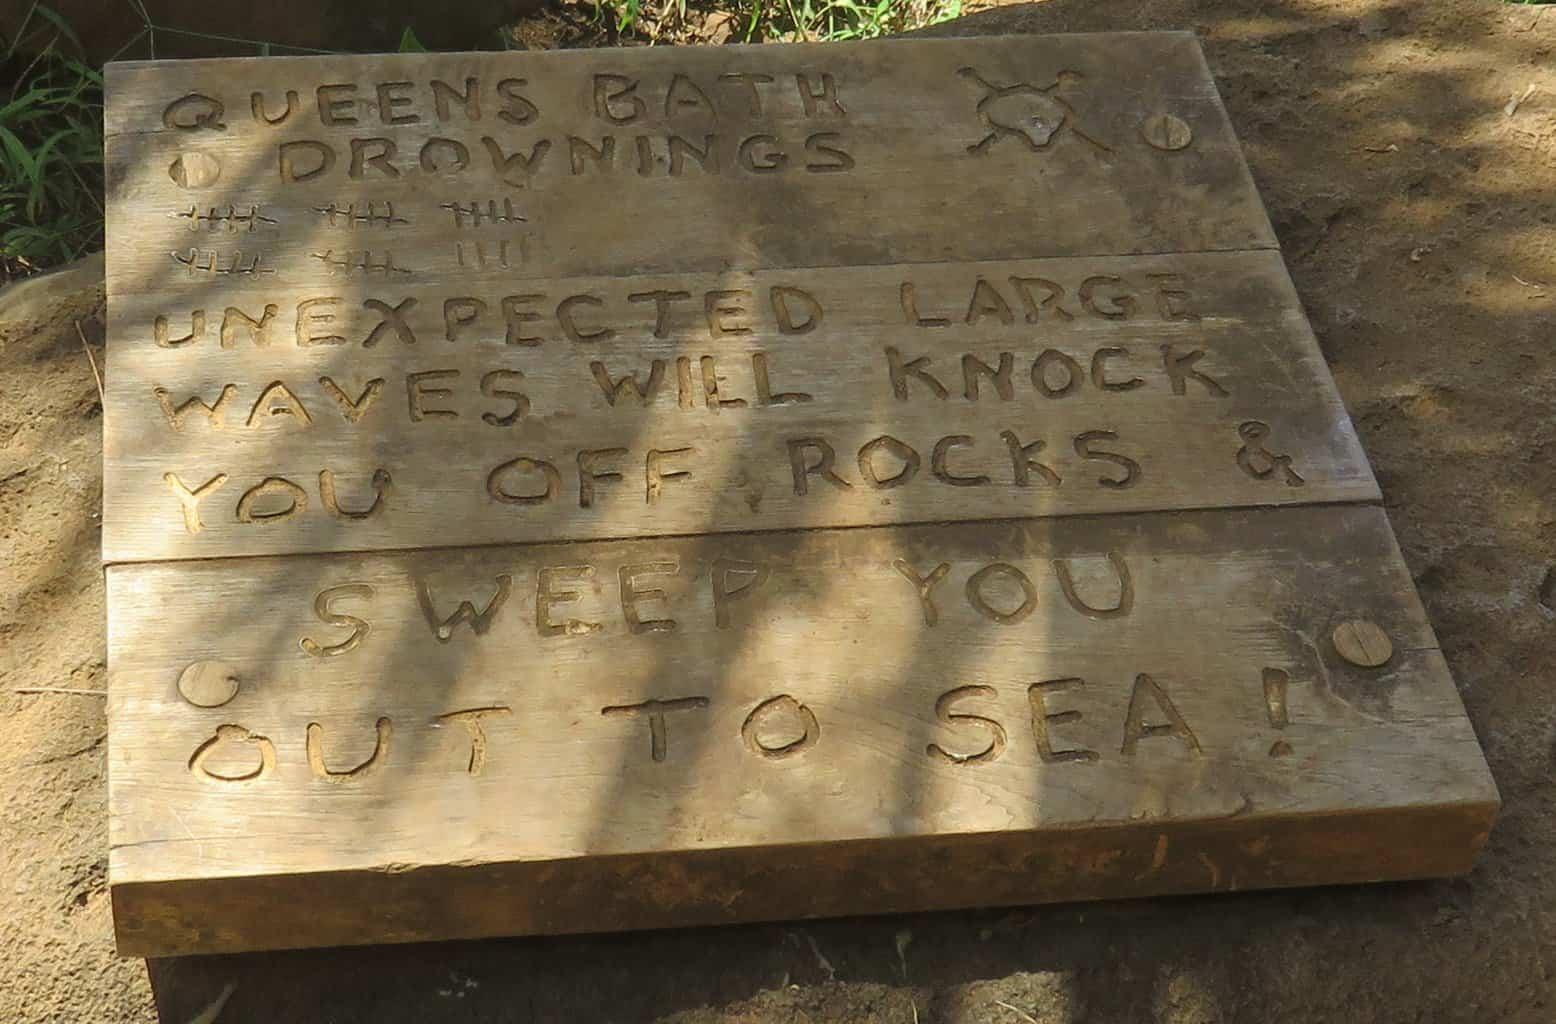 QUEENS BATH
DROWNINGS
UNEXPECTED LARGE
WAVES WILL KNOCK
YOU OFF ROCKS &
SWEEP YOU
OUT TO SEA!